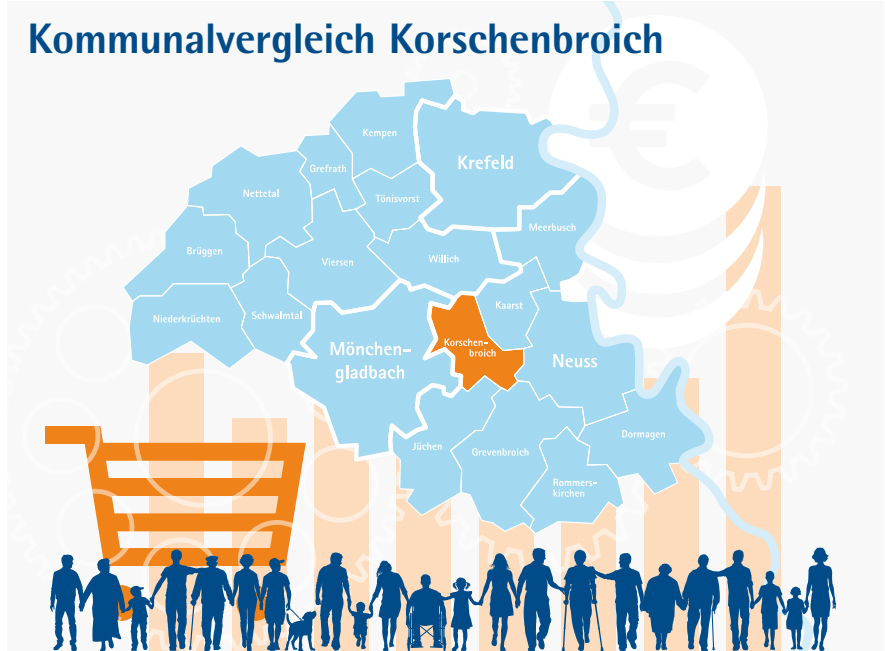 Kommunalvergleich Korschenbroich
€
Kempen
Krefeld
Grefrath
Nettetal
Tönisvorst
Meerbusch
Brüggen
Viersen
Willich
Kaarst
Niederkrüchten
Schwalmtal
Mönchen-
gladbach
Korschen-
broich
Neuss
Jüchen
Grevenbroich
Dormagen
Rommers-
kirchen